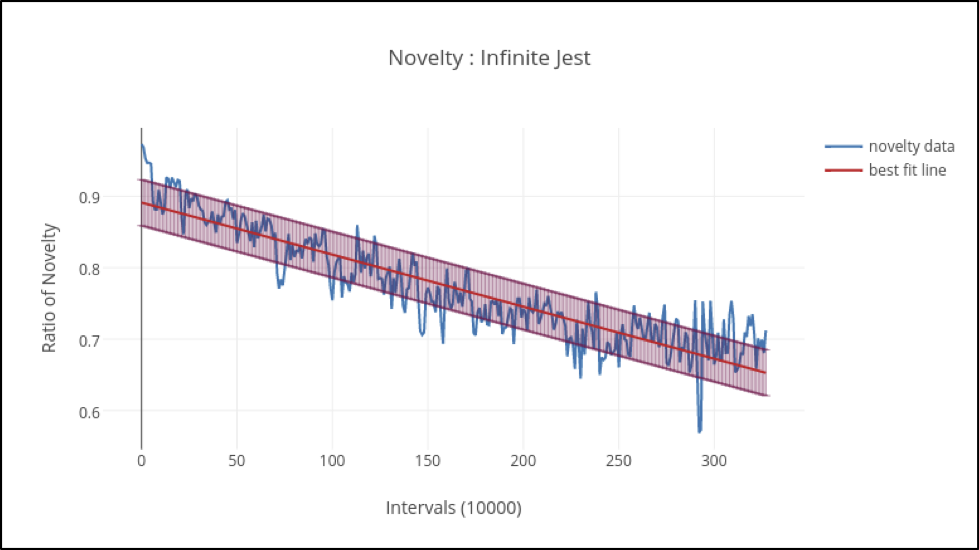 Novelty : Infinite Jest
novelty data
best fit line
Ratio of Novelty
0.9
0.8
0.7
0.6
0 50 100 150 200 250 300
Intervals (10000)